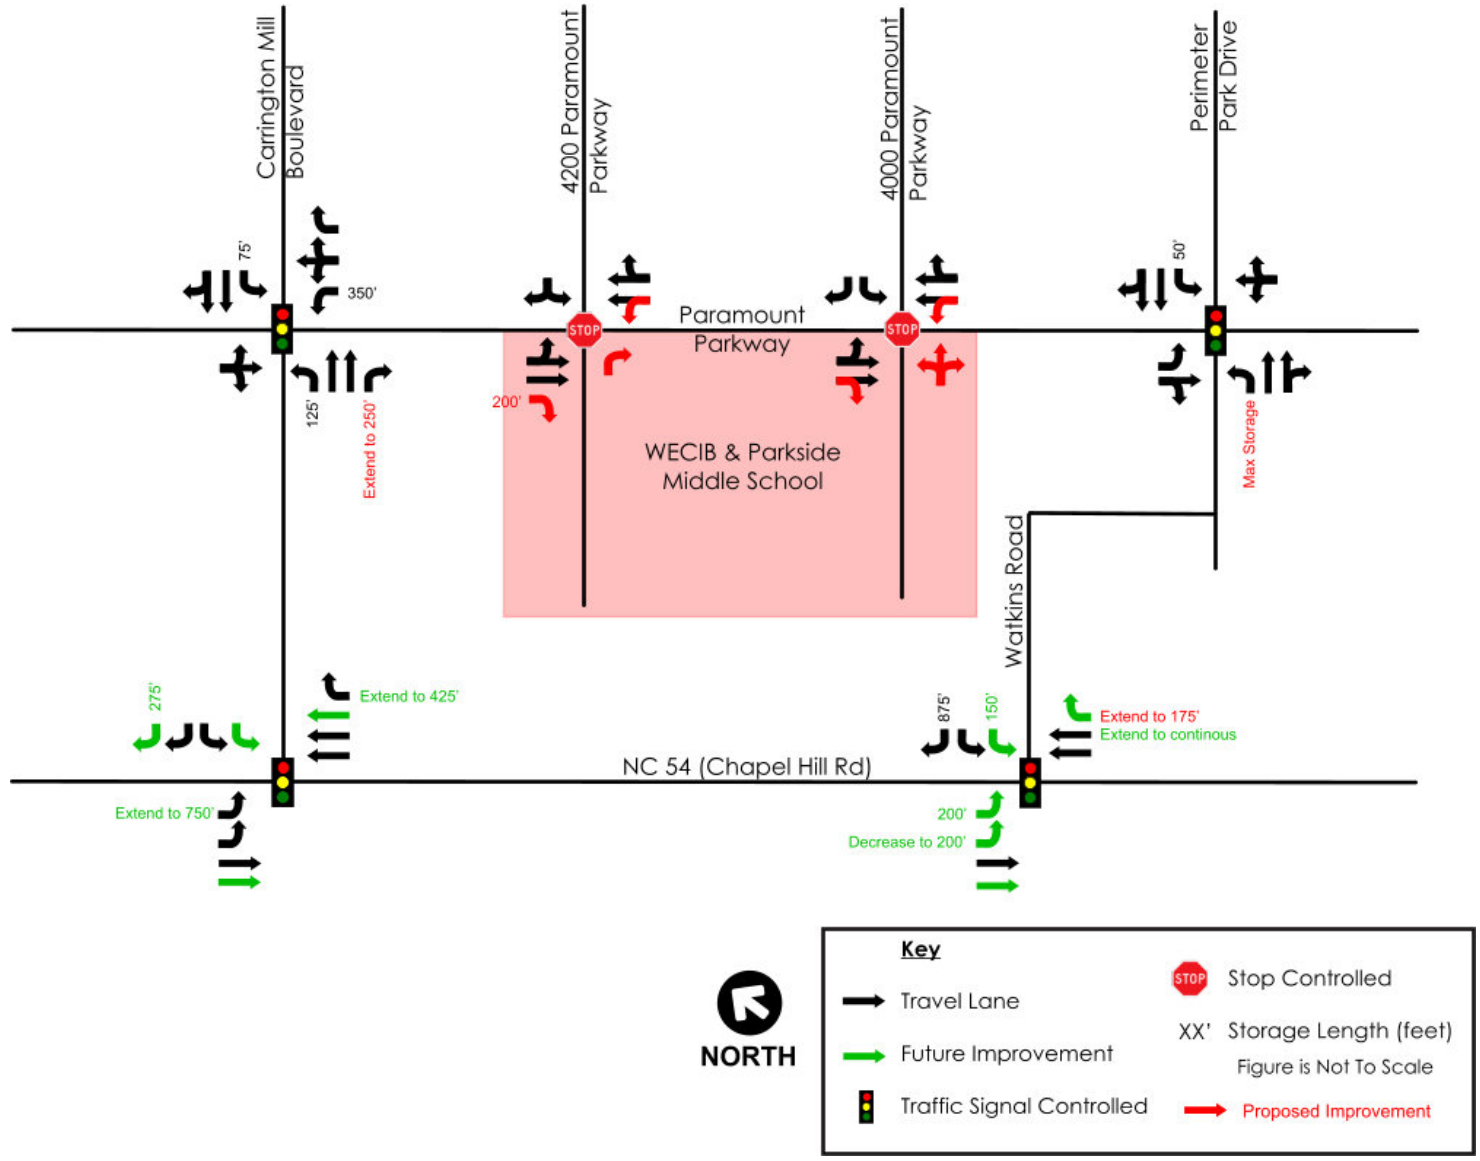 Carrington Mill
Boulevard
4200 Paramount
Parkway
4000 Paramount
Parkway
Perimeter
Park Drive
75'
350'
50'
STOP
Paramount
Parkway
STOP
125'
Extend to 250'
200'
Max Storage
WECIB & Parkside
Middle School
Watkins Road
275'
Extend to 425'
875'
150'
Extend to 175'
Extend to continous
NC 54 (Chapel Hill Rd)
Extend to 750'
200'
Decrease to 200'
NORTH
Key
Travel Lane
Future Improvement
Traffic Signal Controlled
STOP
Stop Controlled
XX' Storage Length (feet)
Figure is Not To Scale
Proposed Improvement